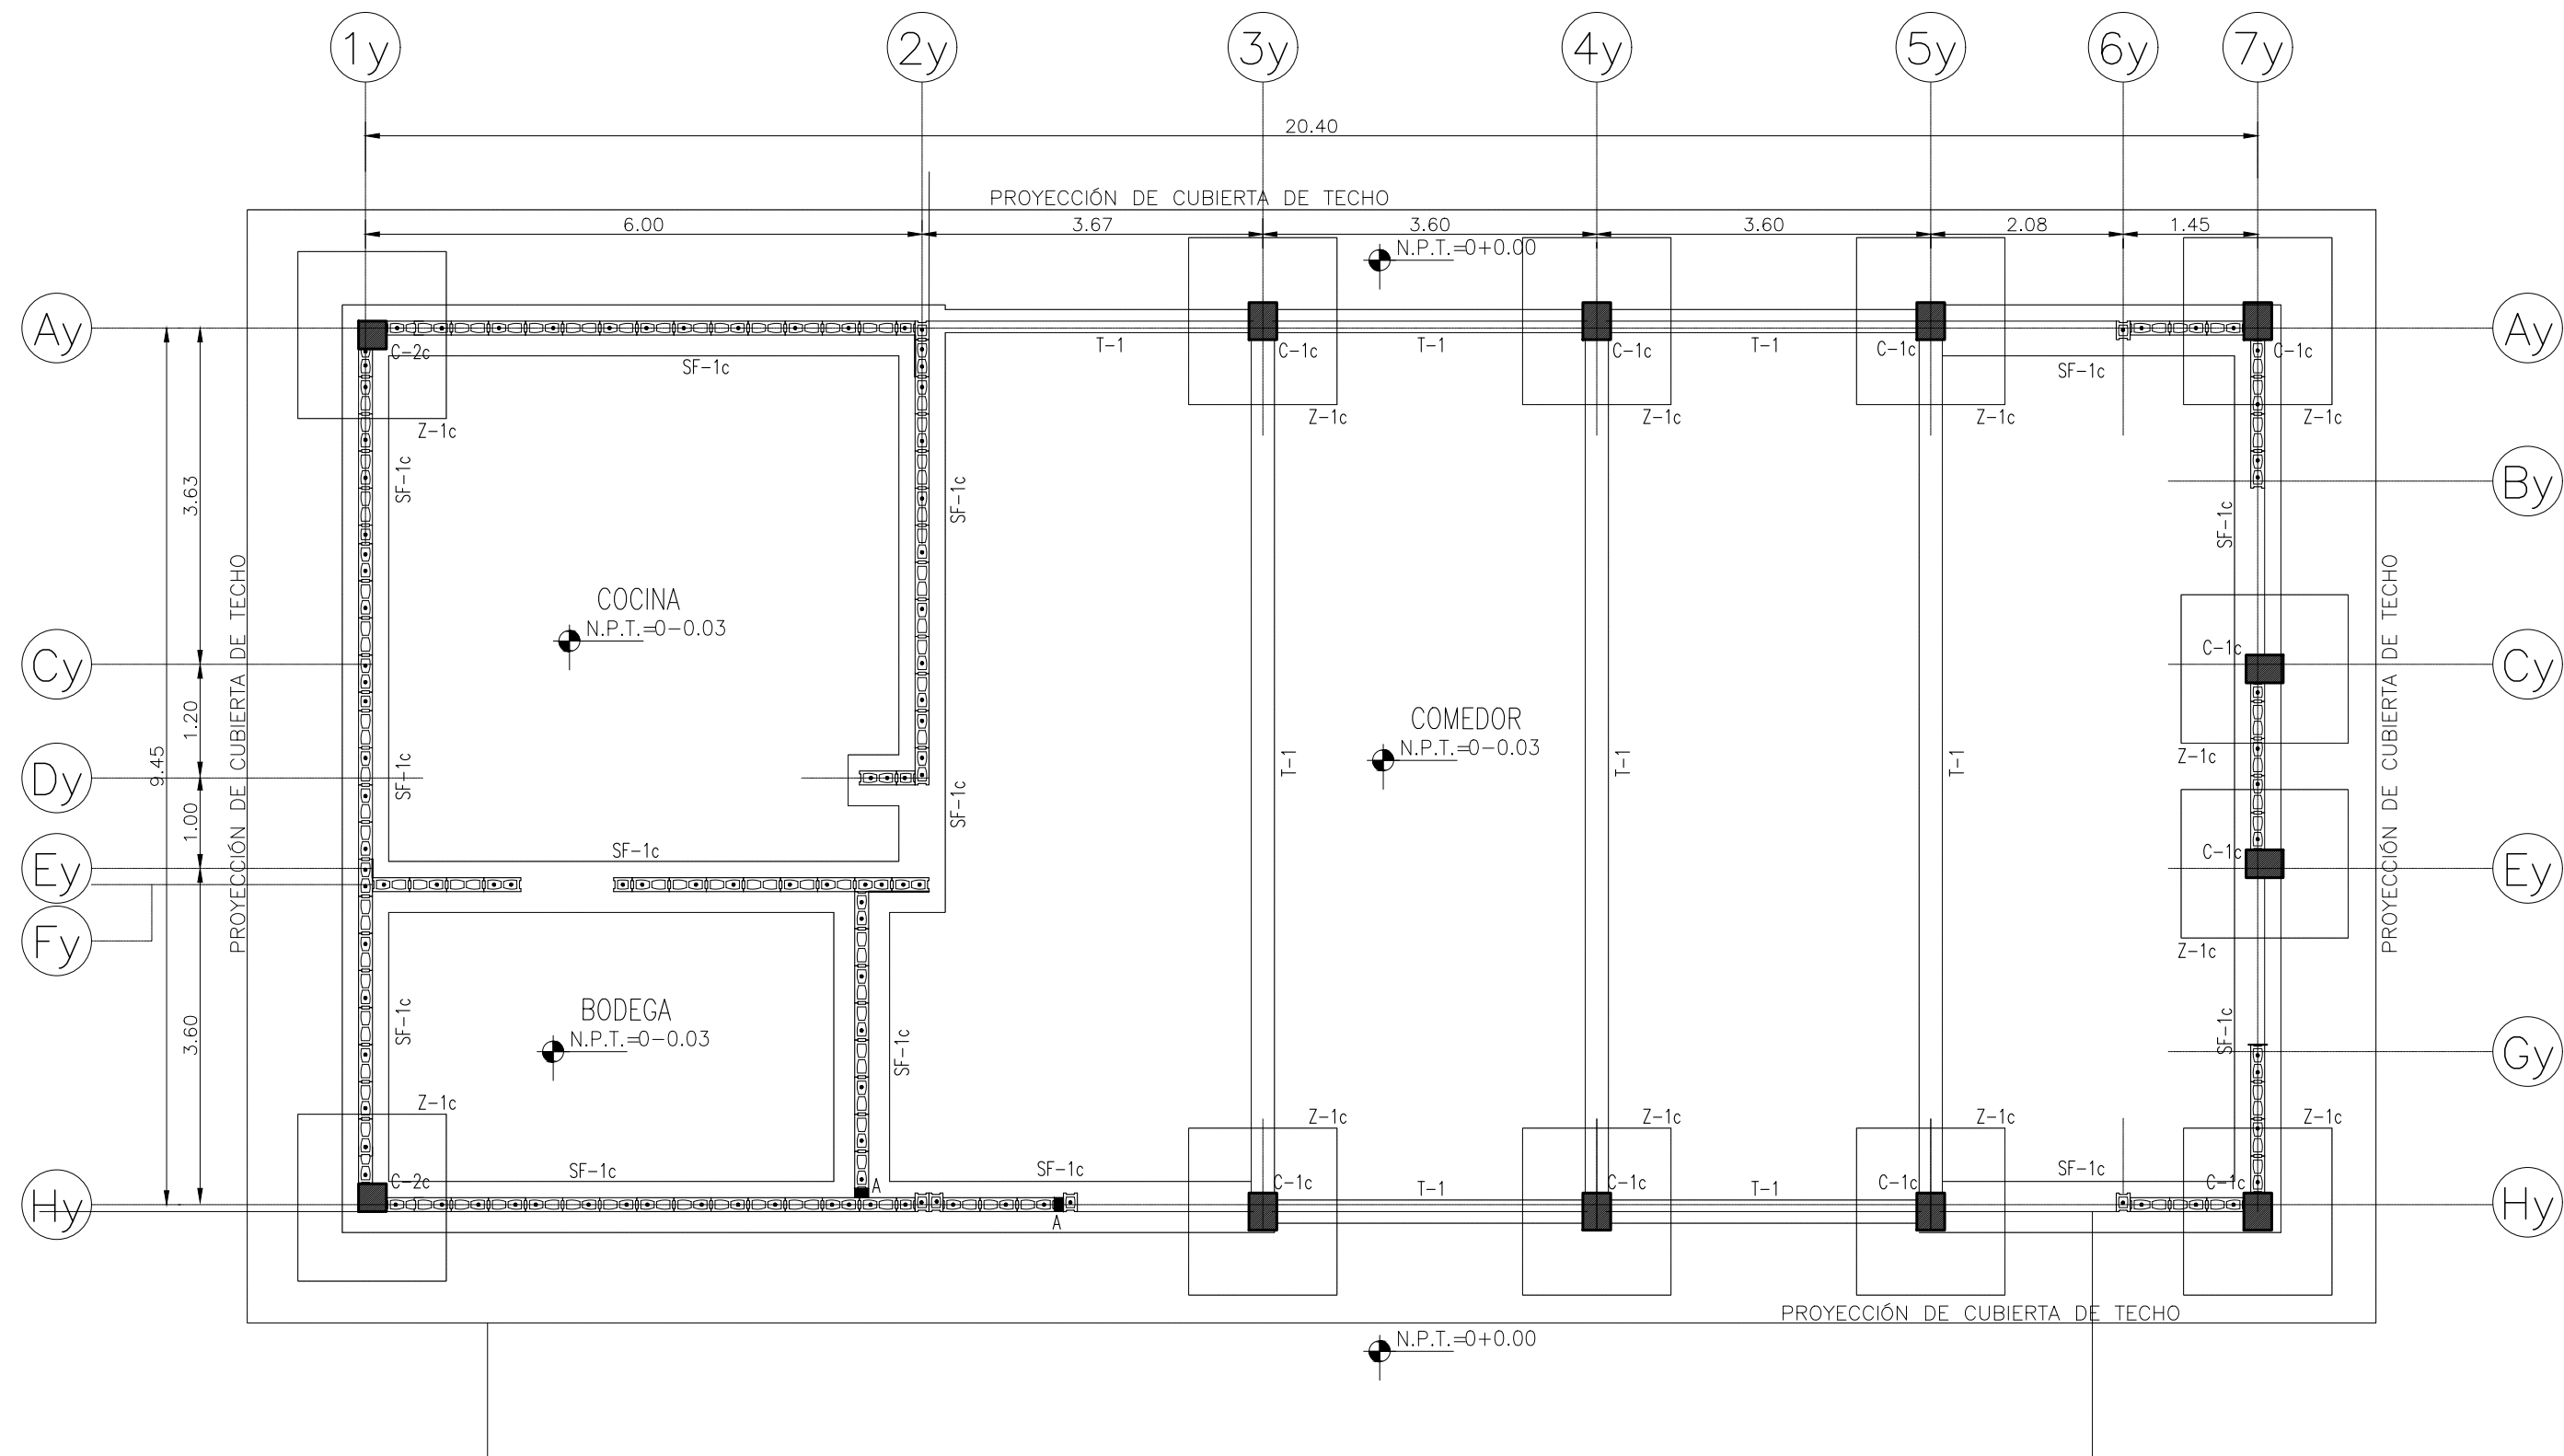 1y
2y
3y
4y
5y
6y
7y
20.40
PROYECCIÓN DE CUBIERTA DE TECHO
6.00
3.67
3.60
3.60
2.08
1.45
N.P.T.=0+0.00
Ay
Ay
C-2c
SF-1c
T-1
C-1c
T-1
C-1c
T-1
C-1c
SF-1c
C-1c
Z-1c
Z-1c
Z-1c
Z-1c
Z-1c
3.63
SF-1c
SF-1c
By
SF-1c
PROYECCIÓN DE CUBIERTA DE TECHO
PROYECCIÓN DE CUBIERTA DE TECHO
COCINA
N.P.T.=0-0.03
Cy
C-1c
Cy
1.20
COMEDOR
N.P.T.=0-0.03
9.45
SF-1c
SF-1c
T-1
T-1
T-1
Z-1c
Dy
1.00
SF-1c
C-1c
Ey
Ey
Fy
Z-1c
3.60
SF-1c
BODEGA
N.P.T.=0-0.03
SF-1c
SF-1c
Gy
Z-1c
Z-1c
Z-1c
Z-1c
Z-1c
SF-1c
SF-1c
SF-1c
C-2c
A
C-1c
T-1
C-1c
T-1
C-1c
C-1c
Hy
Hy
A
PROYECCIÓN DE CUBIERTA DE TECHO
N.P.T.=0+0.00